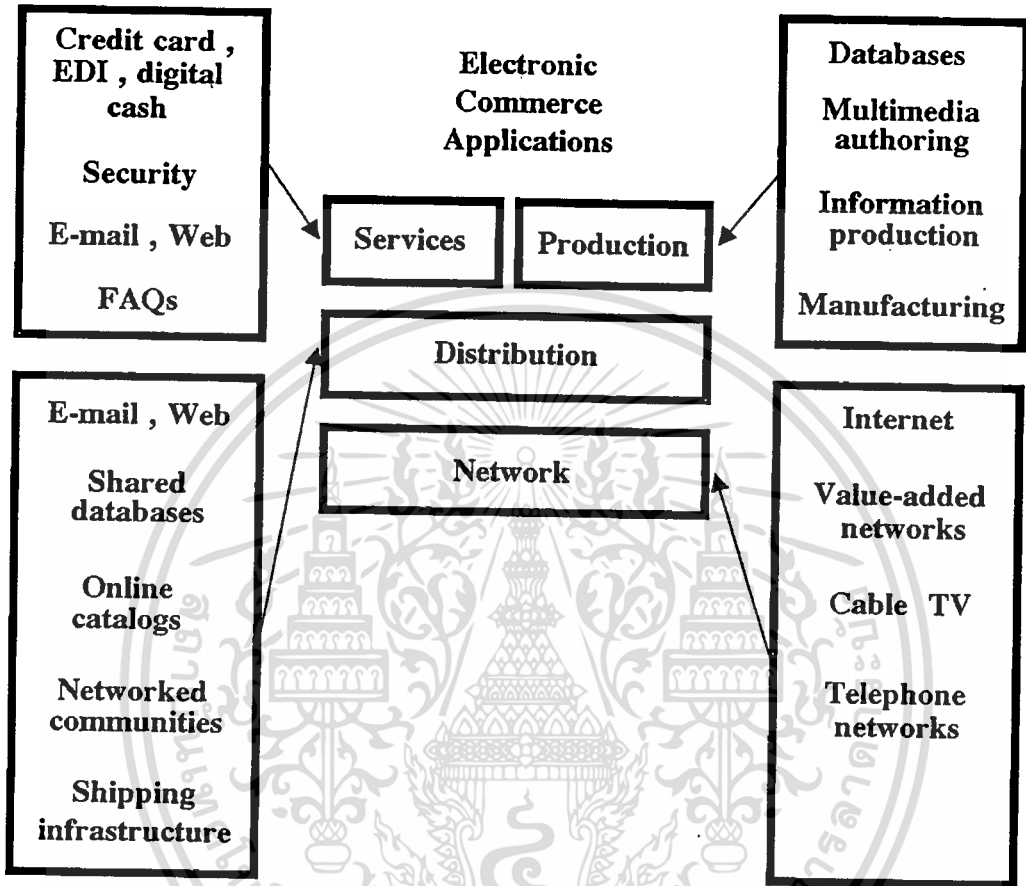 Credit card ,
EDI , digital
cash
Security
E-mail , Web
FAQs
Electronic
Commerce
Applications
Databases
Multimedia
authoring
Information
production
Manufacturing
Services
Production
Distribution
Network
E-mail , Web
Shared
databases
Online
catalogs
Networked
communities
Shipping
infrastructure
Internet
Value-added
networks
Cable TV
Telephone
networks